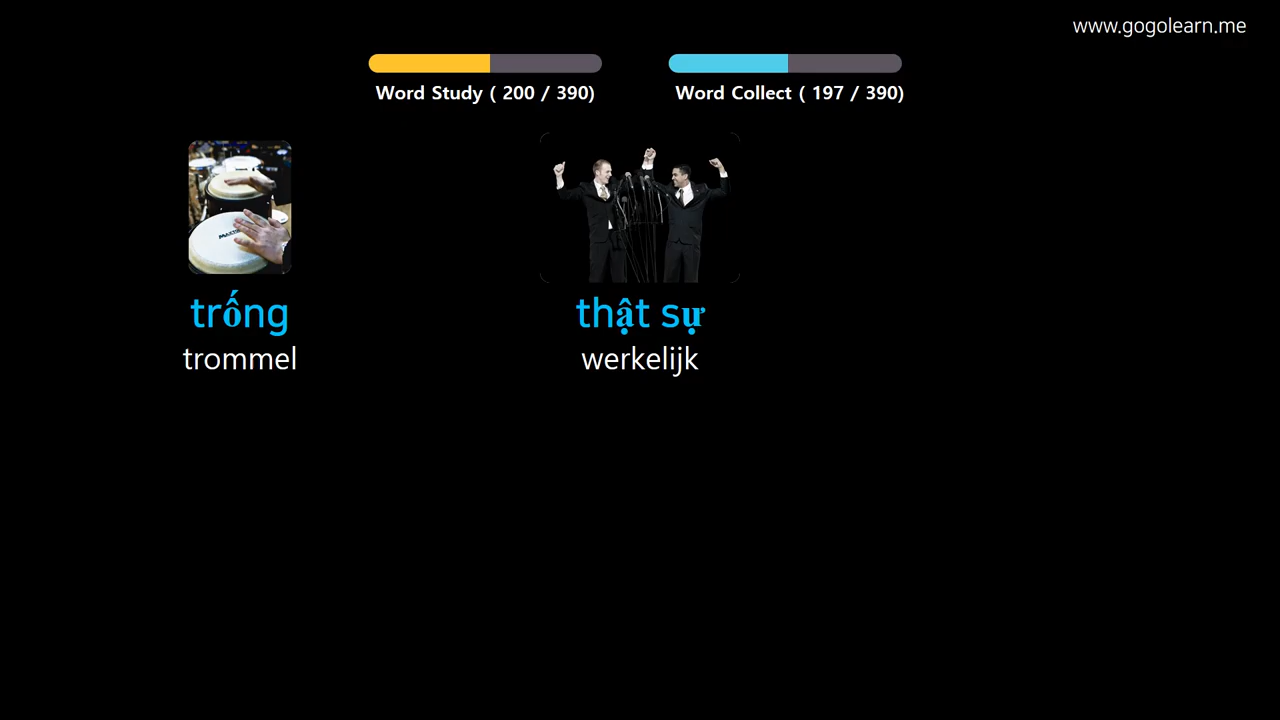 www.gogolearn.me
Word Study ( 200 / 390)
Word Collect ( 197 / 390)
trống
thật sự
trommel
werkelijk